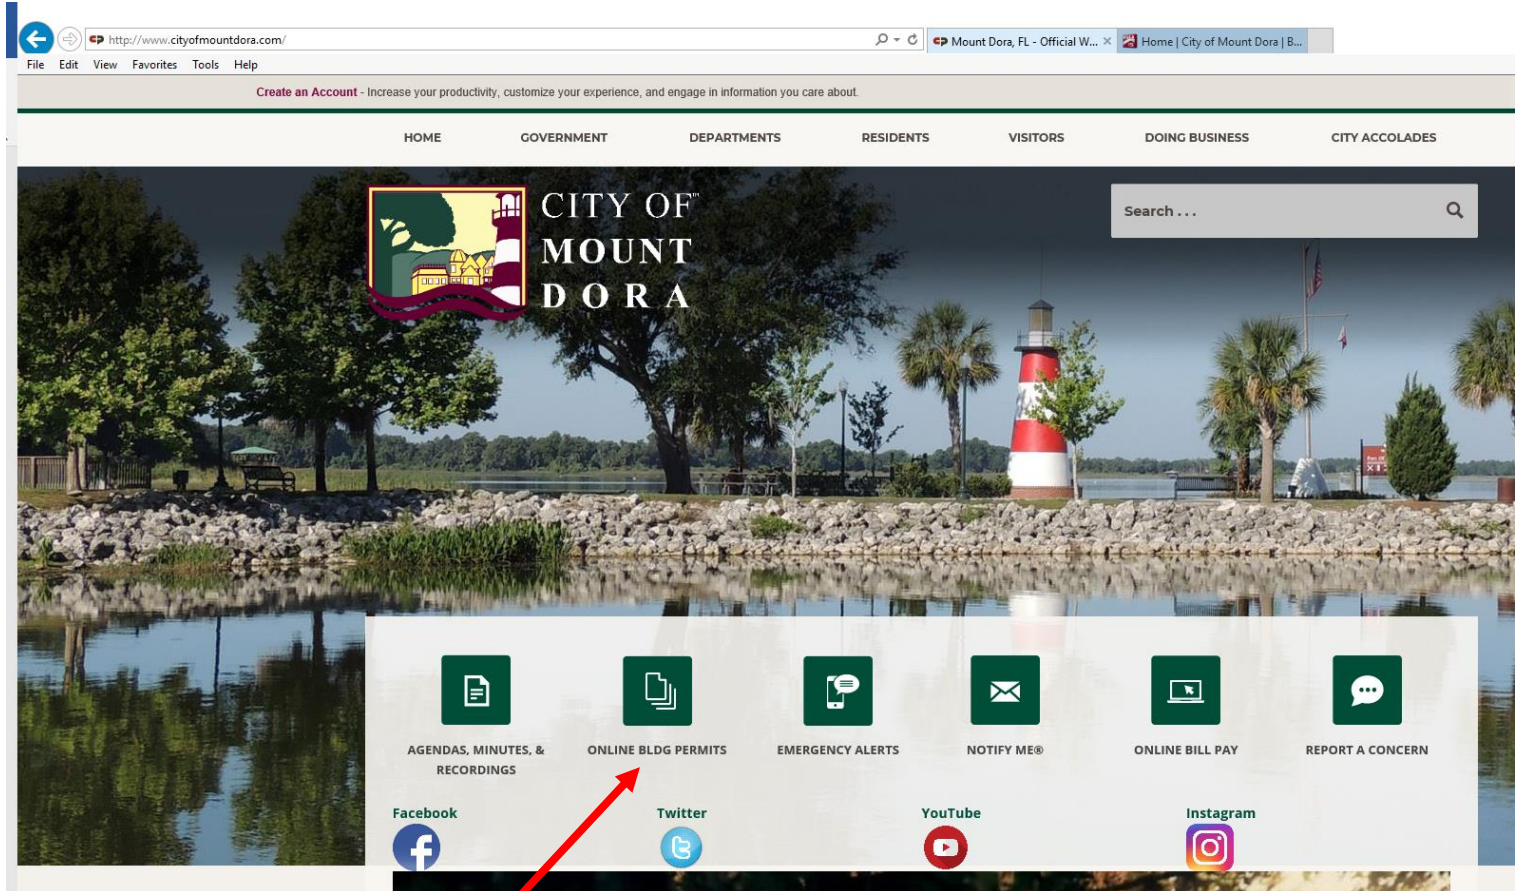 http://www.cityofmountdora.com/
Mount Dora, FL - Official W...
Home | City of Mount Dora | B...
File Edit View Favorites Tools Help
Create an Account - Increase your productivity, customize your experience, and engage in information you care about.
HOME GOVERNMENT DEPARTMENTS RESIDENTS VISITORS DOING BUSINESS CITY ACCOLADES
CITY OF™
MOUNT
DORA
Search . . .
AGENDAS, MINUTES, &
RECORDINGS
ONLINE BLDG PERMITS
EMERGENCY ALERTS
NOTIFY ME®
ONLINE BILL PAY
REPORT A CONCERN
Facebook
Twitter
YouTube
Instagram